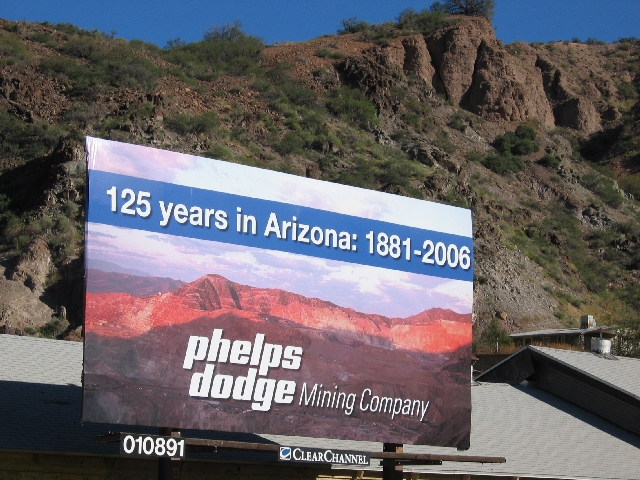 125 years in Arizona: 1881-2006
phelps
dodge Mining Company
010891
CLEARCHANNEL